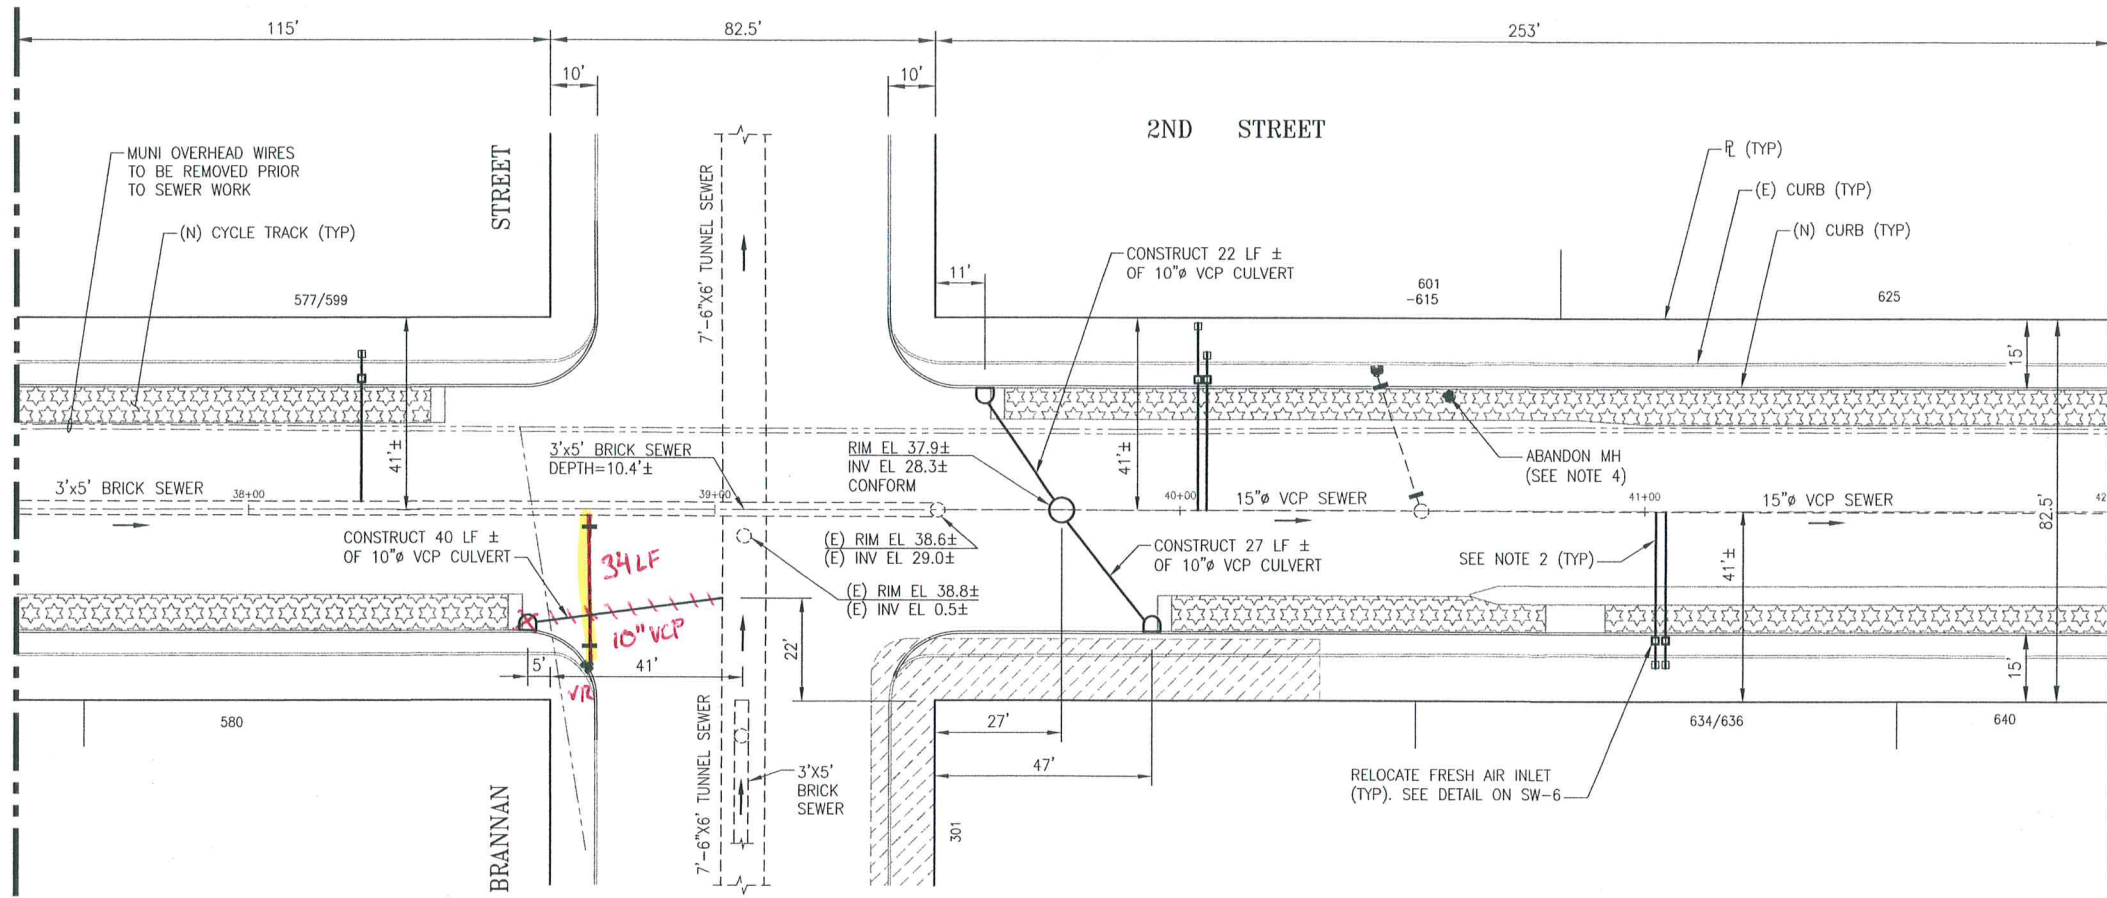 115'
82.5'
253'
10'
10'
2ND STREET
MUNI OVERHEAD WIRES
TO BE REMOVED PRIOR
TO SEWER WORK
(N) CYCLE TRACK (TYP)
STREET
7'-6"X6' TUNNEL SEWER
PL (TYP)
(E) CURB (TYP)
(N) CURB (TYP)
CONSTRUCT 22 LF ±
OF 10"ø VCP CULVERT
11'
577/599
601
-615
625
15'
41'±
41'±
3'x5' BRICK SEWER
DEPTH=10.4'±
RIM EL 37.9±
INV EL 28.3±
CONFORM
ABANDON MH
(SEE NOTE 4)
3'x5' BRICK SEWER
38+00
39+00
40+00
15"ø VCP SEWER
41+00
15"ø VCP SEWER
42
82.5'
CONSTRUCT 40 LF ±
OF 10"ø VCP CULVERT
34 LF
10" VCP
(E) RIM EL 38.6±
(E) INV EL 29.0±
(E) RIM EL 38.8±
(E) INV EL 0.5±
CONSTRUCT 27 LF ±
OF 10"ø VCP CULVERT
SEE NOTE 2 (TYP)
41'±
5'
41'
22'
15'
VR
580
7'-6"X6' TUNNEL SEWER
27'
47'
634/636
640
3'X5'
BRICK
SEWER
RELOCATE FRESH AIR INLET
(TYP). SEE DETAIL ON SW-6
BRANNAN
301